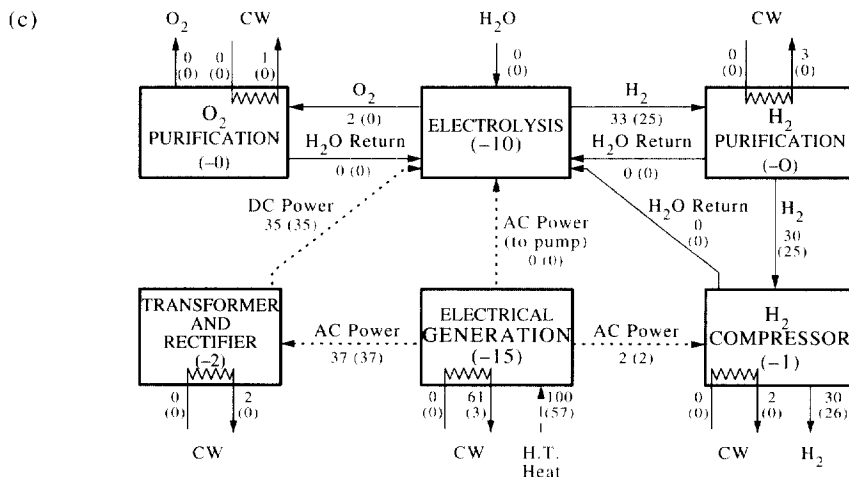 (c)
O2 CW H2O CW
0 (0) 0 (0) 1 (0) 0 (0) 0 (0) 3 (0)
O2 PURIFICATION (-0)
O2
2 (0)
H2O Return
0 (0)
ELECTROLYSIS
(-10)
H2
33 (25)
H2O Return
0 (0)
H2
PURIFICATION
(-O)
DC Power
35 (35)
AC Power
(to pump)
0 (0)
H2O Return
0
(0)
H2
30
(25)
TRANSFORMER
AND
RECTIFIER
(-2)
AC Power
37 (37)
ELECTRICAL
GENERATION
(-15)
AC Power
2 (2)
H2
COMPRESSOR
(-1)
0 (0) 2 (0) 0 (0) 61 (3) 100 (57) 0 (0) 2 (0) 30 (26)
CW CW H.T. CW H2
Heat